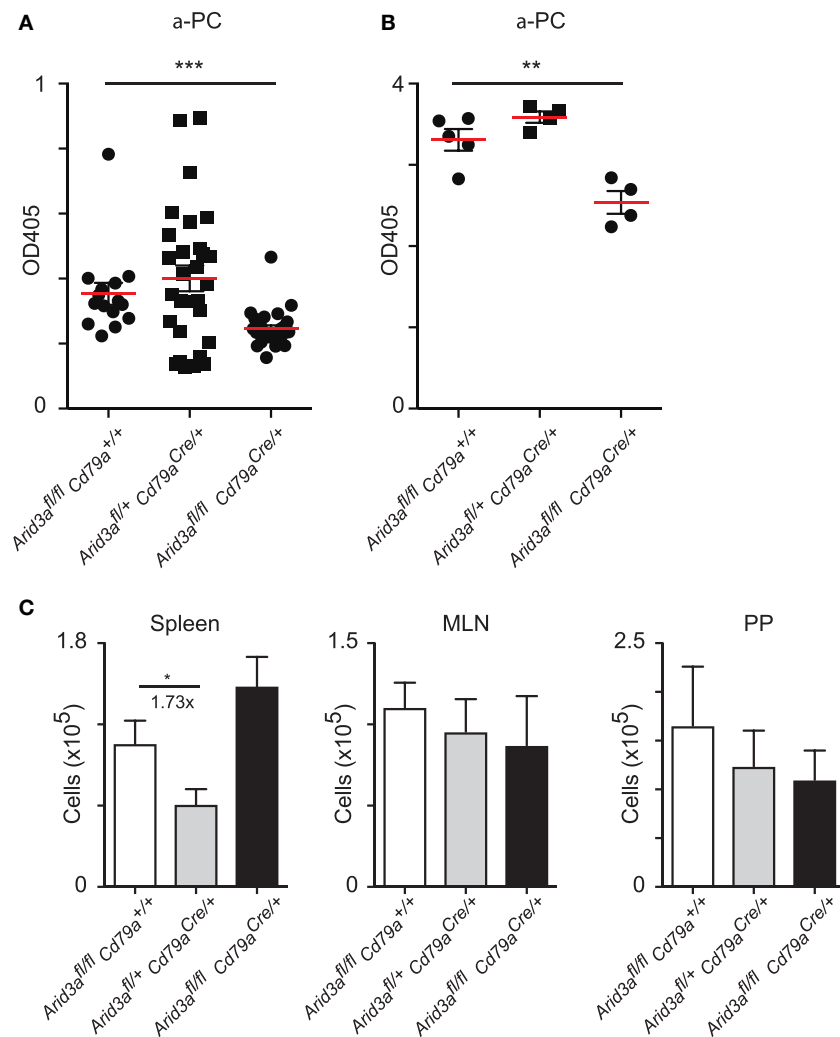 A
a-PC
***
1
OD405
0
Arid3a^fl/fl Cd79a^+/+
Arid3a^fl/+ Cd79a^Cre/+
Arid3a^fl/fl Cd79a^Cre/+
B
a-PC
**
4
OD405
0
Arid3a^fl/fl Cd79a^+/+
Arid3a^fl/+ Cd79a^Cre/+
Arid3a^fl/fl Cd79a^Cre/+
C
Spleen
1.8
*
1.73x
Cells (x10^5)
0
Arid3a^fl/fl Cd79a^+/+
Arid3a^fl/+ Cd79a^Cre/+
Arid3a^fl/fl Cd79a^Cre/+
MLN
1.5
Cells (x10^5)
0
Arid3a^fl/fl Cd79a^+/+
Arid3a^fl/+ Cd79a^Cre/+
Arid3a^fl/fl Cd79a^Cre/+
PP
2.5
Cells (x10^5)
0
Arid3a^fl/fl Cd79a^+/+
Arid3a^fl/+ Cd79a^Cre/+
Arid3a^fl/fl Cd79a^Cre/+